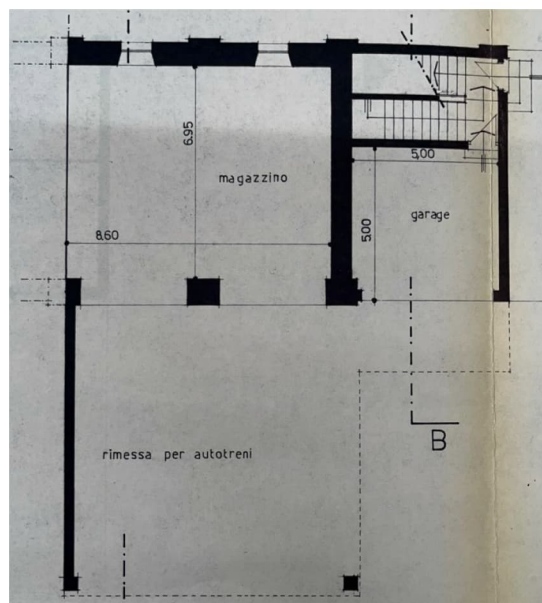 6.95
magazzino
8.60
5,00
garage
5.00
B
rimessa per autotreni